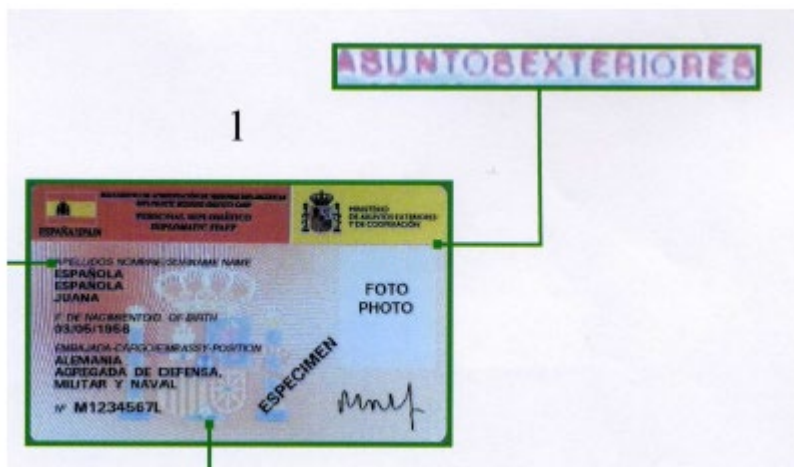 ASUNTOSEXTERIORES
1
PERSONAL DIPLOMÁTICO
DIPLOMATIC STAFF
ESPAÑA/SPAIN
MINISTERIO
DE ASUNTOS EXTERIORES
Y DE COOPERACIÓN
APELLIDOS NOMBRE/SURNAME NAME
ESPAÑOLA
ESPAÑOLA
JUANA
F. DE NACIMIENTO/D. OF BIRTH
03/05/1956
EMBAJADA-CARGO/EMBASSY-POSITION
ALEMANIA
AGREGADA DE DEFENSA,
MILITAR Y NAVAL
Nº M1234567L
FOTO
PHOTO
ESPECIMEN